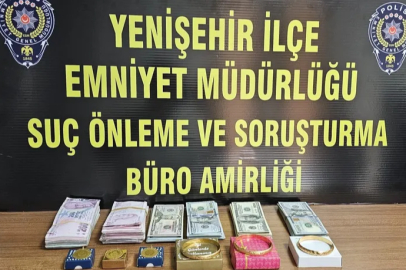 YENİŞEHİR İLÇE
EMNİYET MÜDÜRLÜĞÜ
SUÇ ÖNLEME VE SORUŞTURMA
BÜRO AMİRLİĞİ